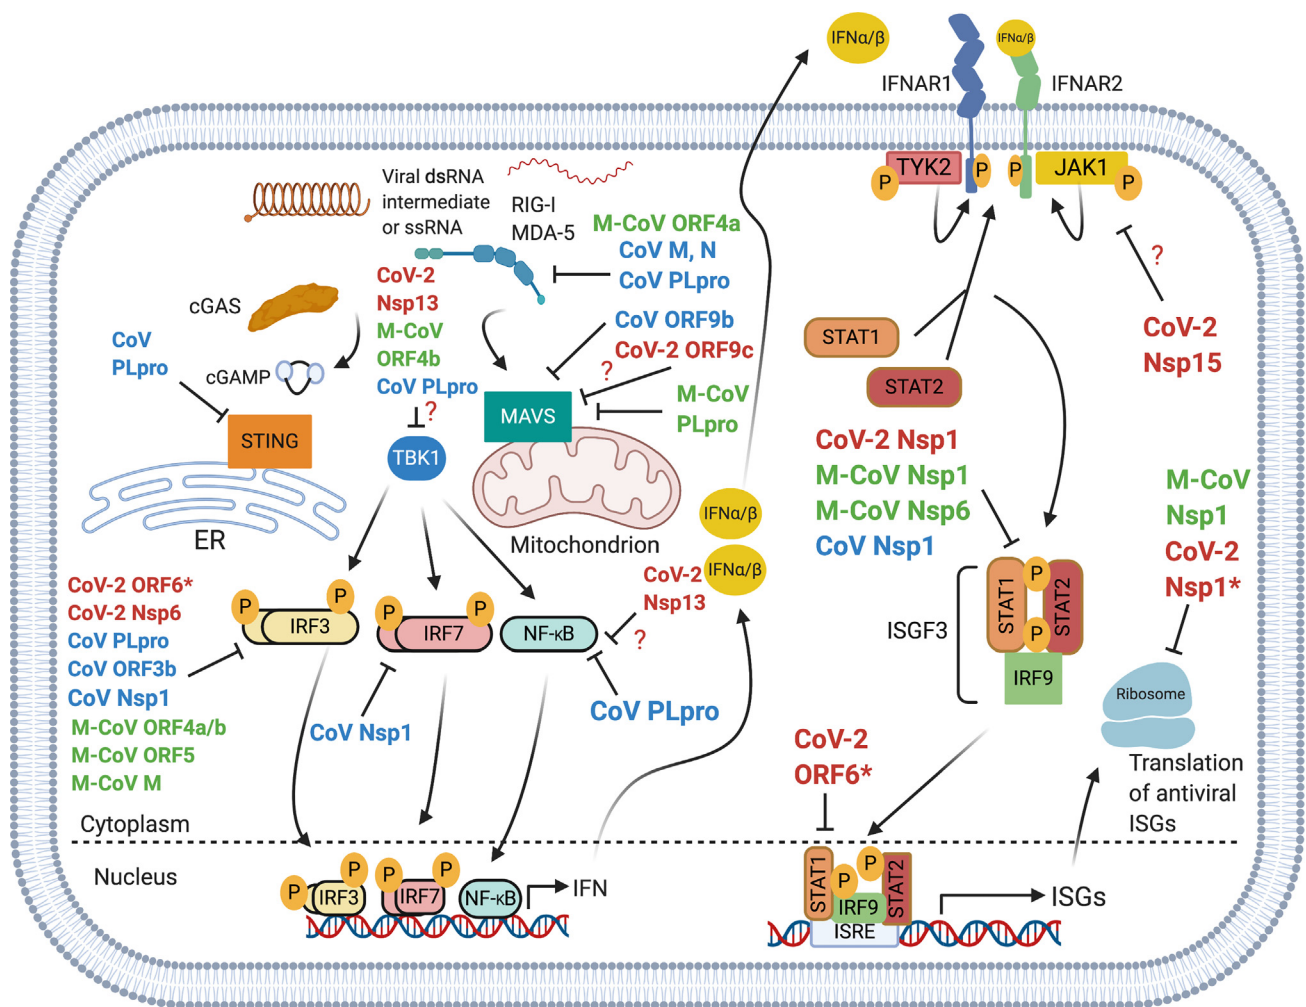 IFNα/β
IFNα/β
IFNAR1
IFNAR2
TYK2
P
P
P
JAK1
P
Viral dsRNA
intermediate
or ssRNA
RIG-I
MDA-5
M-CoV ORF4a
CoV M, N
CoV PLpro
cGAS
cGAMP
CoV
PLpro
STING
ER
CoV-2
Nsp13
M-CoV
ORF4b
CoV PLpro
?
TBK1
CoV ORF9b
CoV-2 ORF9c
?
M-CoV
PLpro
MAVS
Mitochondrion
IFNα/β
IFNα/β
STAT1
STAT2
?
CoV-2
Nsp15
CoV-2 Nsp1
M-CoV Nsp1
M-CoV Nsp6
CoV Nsp1
M-CoV
Nsp1
CoV-2
Nsp1*
CoV-2 ORF6*
CoV-2 Nsp6
CoV PLpro
CoV ORF3b
CoV Nsp1
M-CoV ORF4a/b
M-CoV ORF5
M-CoV M
P
P
IRF3
P
P
IRF7
NF-κB
CoV-2
Nsp13
?
CoV Nsp1
CoV PLpro
ISGF3
STAT1
P
P
STAT2
IRF9
Ribosome
Translation
of antiviral
ISGs
CoV-2
ORF6*
Cytoplasm
Nucleus
P
P
IRF3
P
P
IRF7
NF-κB
IFN
STAT1
P
P
STAT2
IRF9
ISRE
ISGs